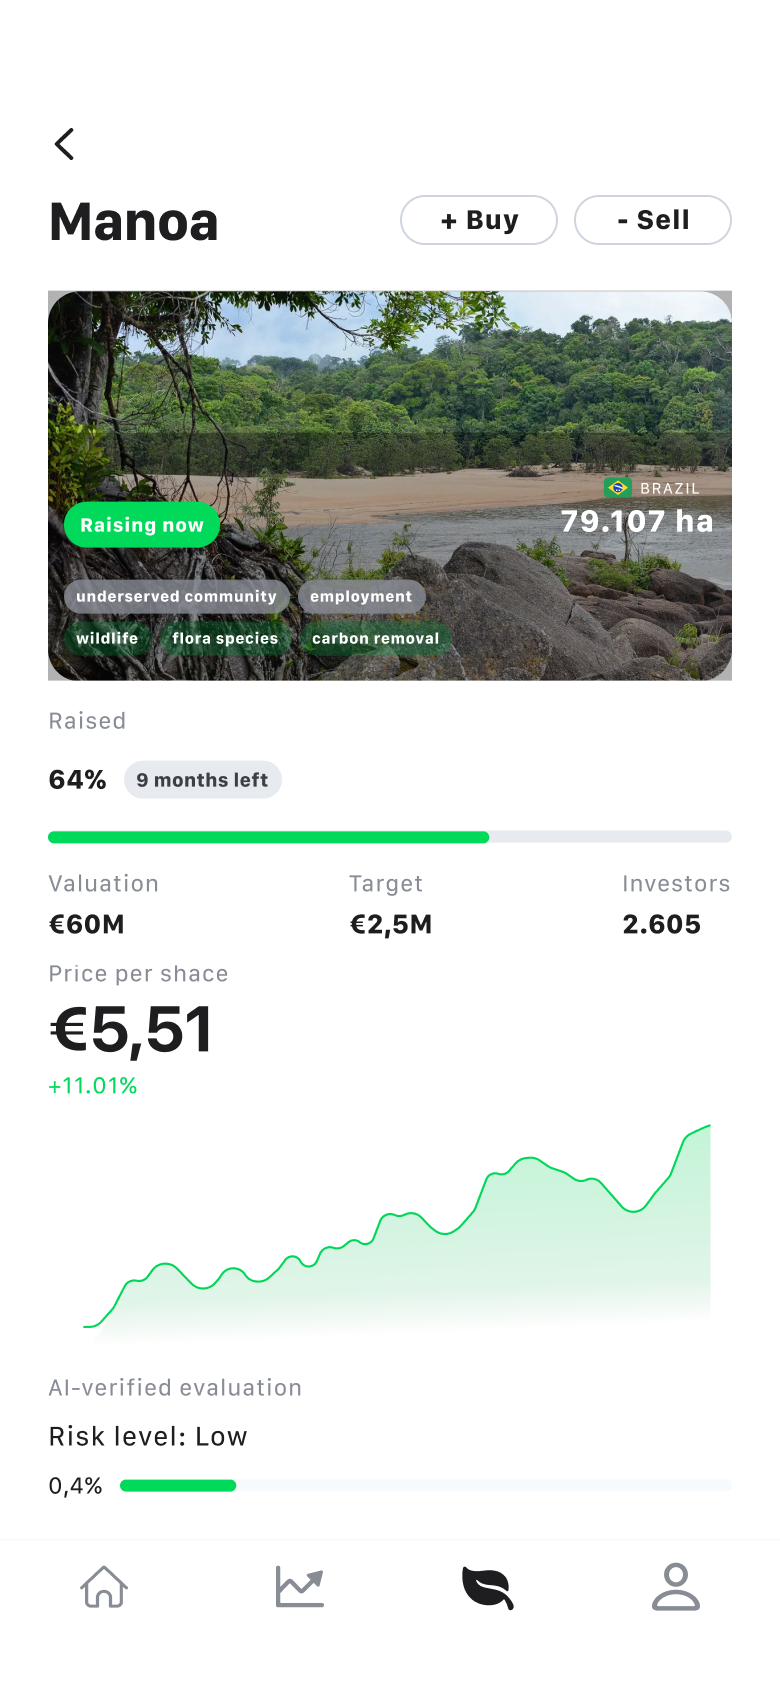 Manoa
+ Buy
- Sell
BRAZIL
79.107 ha
Raising now
underserved community
employment
wildlife
flora species
carbon removal
Raised
64%
9 months left
Valuation
Target
Investors
€60M
€2,5M
2.605
Price per shace
€5,51
+11.01%
AI-verified evaluation
Risk level: Low
0,4%